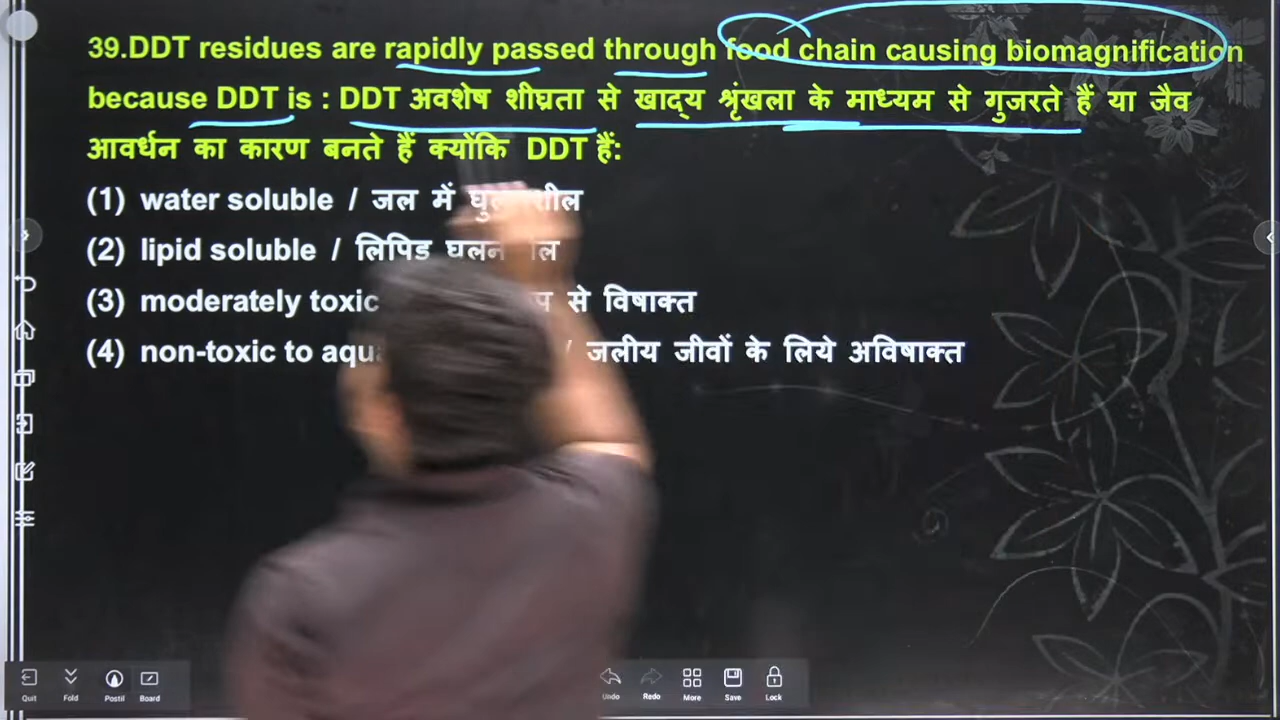 39.DDT residues are rapidly passed through food chain causing biomagnification
because DDT is : DDT अवशेष शीघ्रता से खाद्य श्रृंखला के माध्यम से गुजरते हैं या जैव
आवर्धन का कारण बनते हैं क्योंकि DDT हैं:
(1) water soluble / जल में
(2) lipid soluble / लिपिड
(3) moderately toxic से विषाक्त
(4) non-toxic to / जलीय जीवों के लिये अविषाक्त
Quit Fold Postil Board Undo Redo More Save Lock